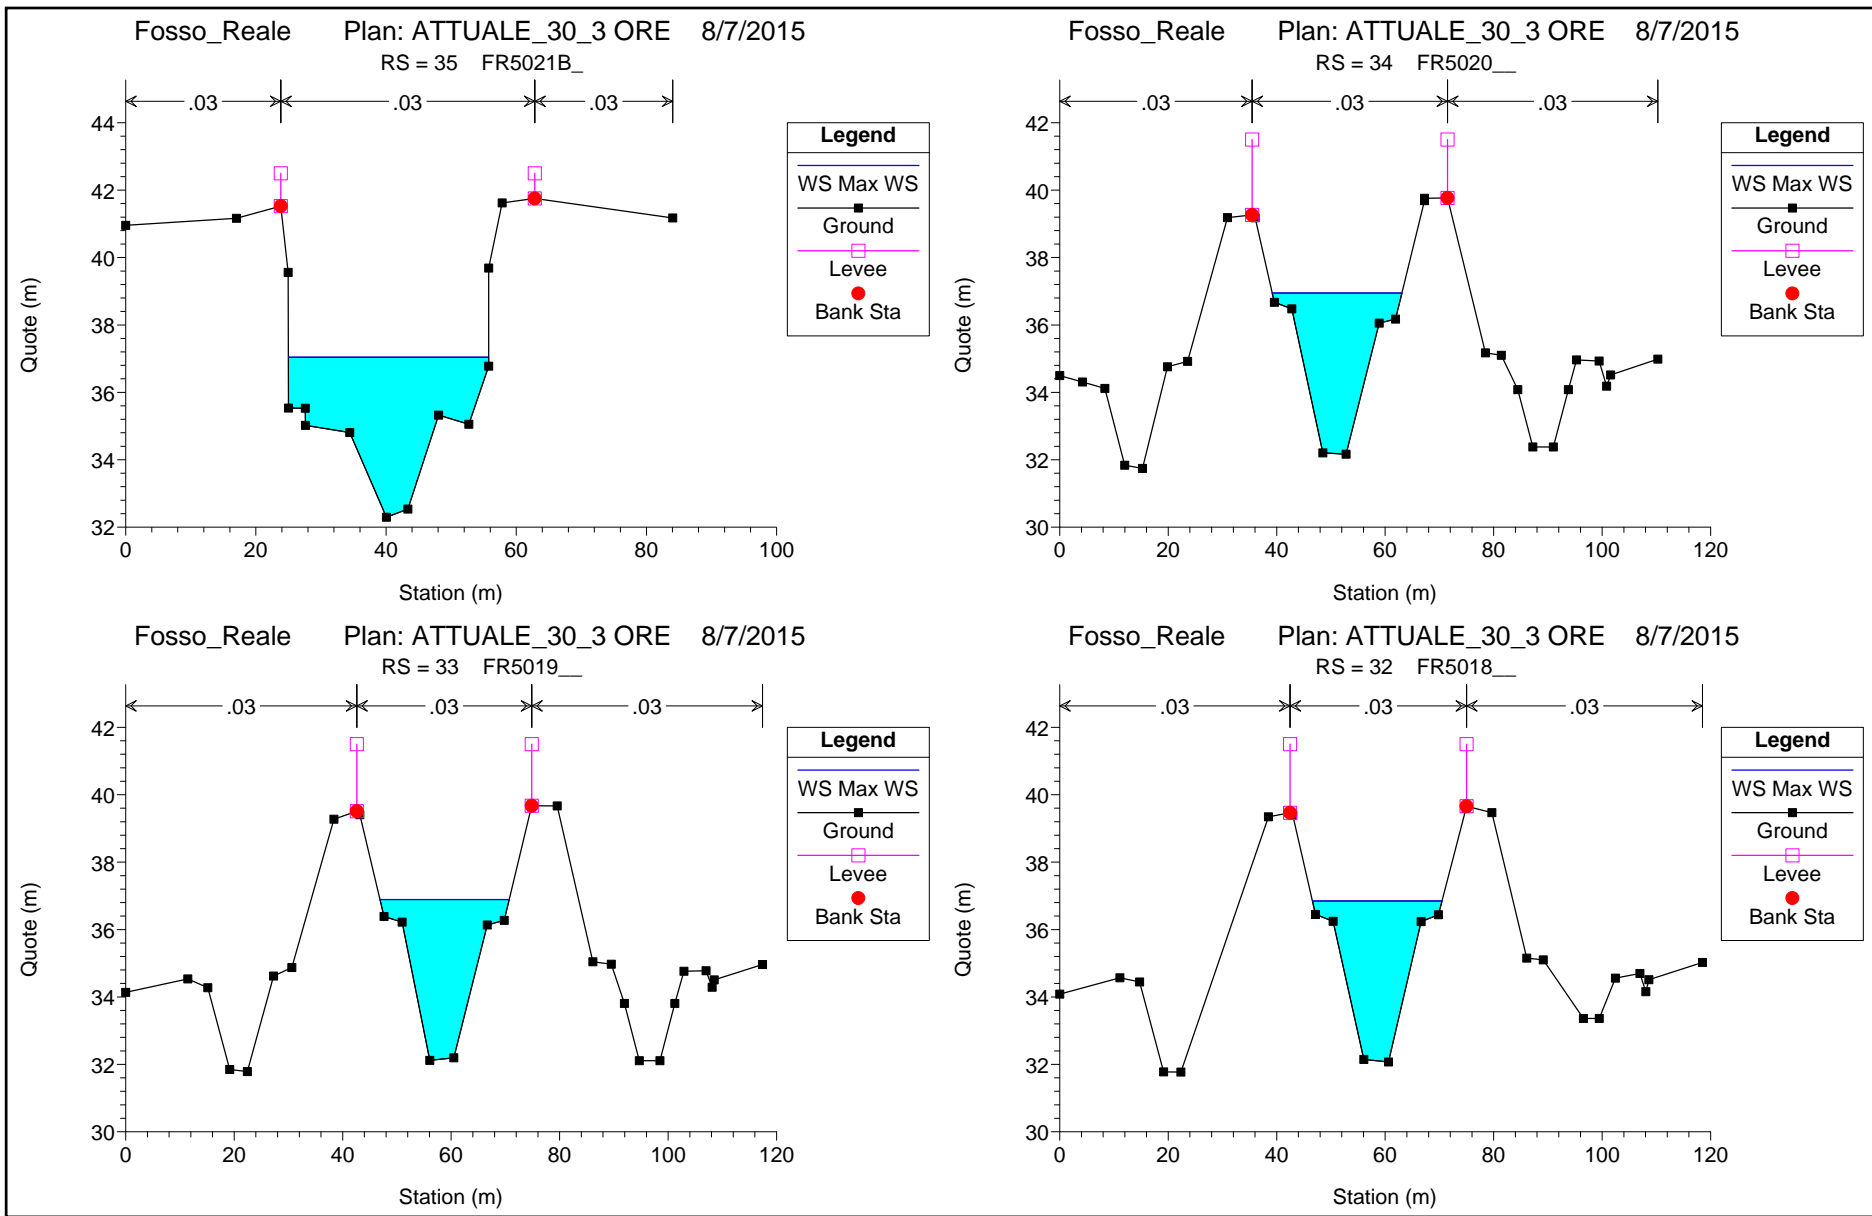 Fosso_Reale Plan: ATTUALE_30_3 ORE 8/7/2015
RS = 35 FR5021B_
.03 .03 .03
44
42
40
38
36
34
32
0 20 40 60 80 100
Quote (m)
Station (m)
Legend
WS Max WS
Ground
Levee
Bank Sta
Fosso_Reale Plan: ATTUALE_30_3 ORE 8/7/2015
RS = 34 FR5020__
.03 .03 .03
42
40
38
36
34
32
30
0 20 40 60 80 100 120
Quote (m)
Station (m)
Legend
WS Max WS
Ground
Levee
Bank Sta
Fosso_Reale Plan: ATTUALE_30_3 ORE 8/7/2015
RS = 33 FR5019__
.03 .03 .03
42
40
38
36
34
32
30
0 20 40 60 80 100 120
Quote (m)
Station (m)
Legend
WS Max WS
Ground
Levee
Bank Sta
Fosso_Reale Plan: ATTUALE_30_3 ORE 8/7/2015
RS = 32 FR5018__
.03 .03 .03
42
40
38
36
34
32
30
0 20 40 60 80 100 120
Quote (m)
Station (m)
Legend
WS Max WS
Ground
Levee
Bank Sta